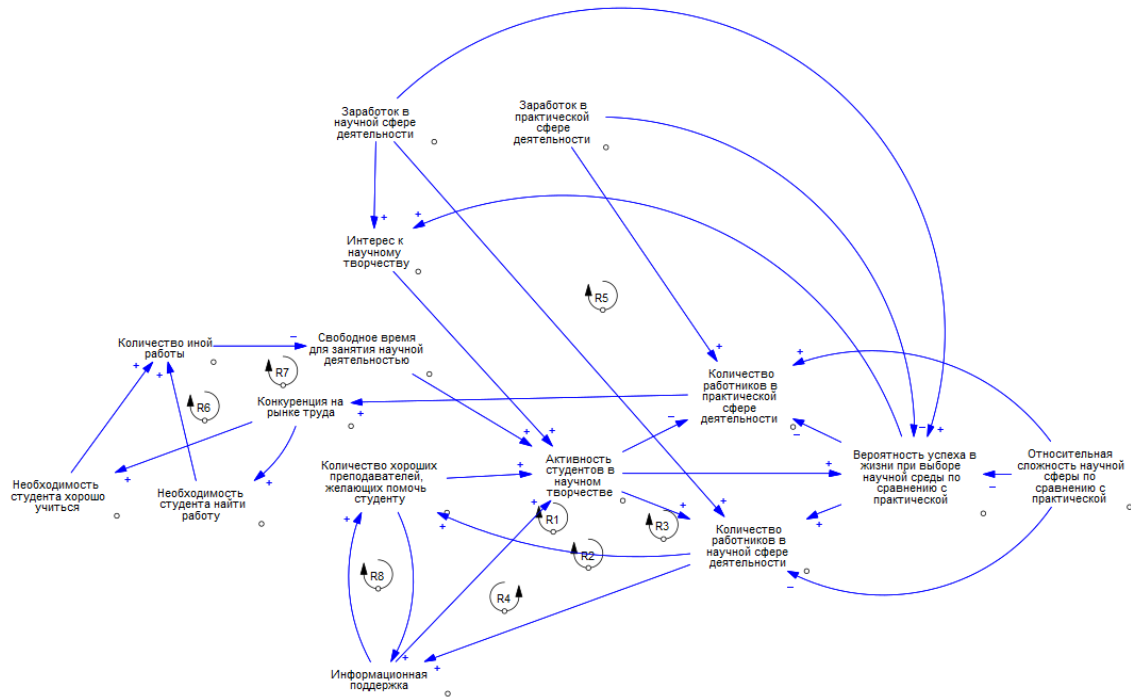 Заработок в
научной сфере
деятельности
Заработок в
практической
сфере
деятельности
+
+
Интерес к
научному
творчеству
R5
Количество иной
работы
–
Свободное время
для занятия научной
деятельностью
+
+
+
+
R7
R6
Количество
работников в
практической
сфере
деятельности
Конкуренция на
рынке труда
+
–
–
–
+
+
+
Необходимость
студента хорошо
учиться
+
Необходимость
студента найти
работу
+
Количество хороших
преподавателей,
желающих помочь
студенту
+
Активность
студентов в
научном
творчестве
+
+
Вероятность успеха в
жизни при выборе
научной среды по
сравнению с
практической
–
Относительная
сложность научной
сферы по
сравнению с
практической
+
+
+
R1
–
+
+
R3
R2
Количество
работников в
научной сфере
деятельности
–
R8
R4
+
+
Информационная
поддержка